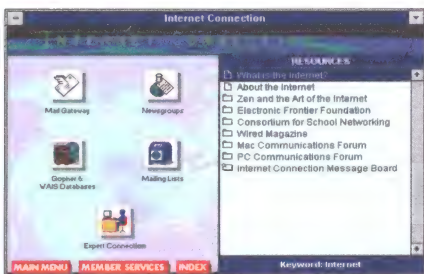 Internet Connection
RESOURCES
What is the Internet?
About the Internet
Zen and the Art of the Internet
Electronic Frontier Foundation
Consortium for School Networking
Wired Magazine
Mac Communications Forum
PC Communications Forum
Internet Connection Message Board
Mail Gateway
Newsgroups
Gopher &
WAIS Databases
Mailing Lists
Expert Connection
MAIN MENU
MEMBER SERVICES
INDEX
Keyword: Internet